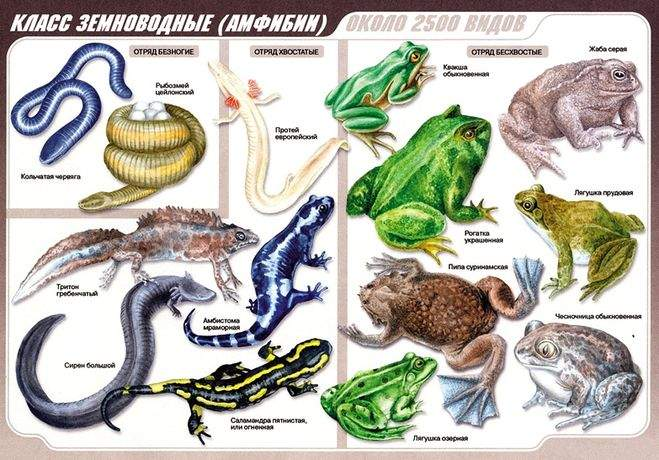 КЛАСС ЗЕМНОВОДНЫЕ (АМФИБИИ) ОКОЛО 2500 ВИДОВ
ОТРЯД БЕЗНОГИЕ
ОТРЯД ХВОСТАТЫЕ
ОТРЯД БЕСХВОСТЫЕ
Рыбозмей
цейлонский
Кольчатая червяга
Протей
европейский
Тритон
гребенчатый
Амбистома
мраморная
Сирен большой
Саламандра пятнистая,
или огненная
Квакша
обыкновенная
Жаба серая
Рогатка
украшенная
Лягушка прудовая
Пипа суринамская
Чесночница обыкновенная
Лягушка озерная